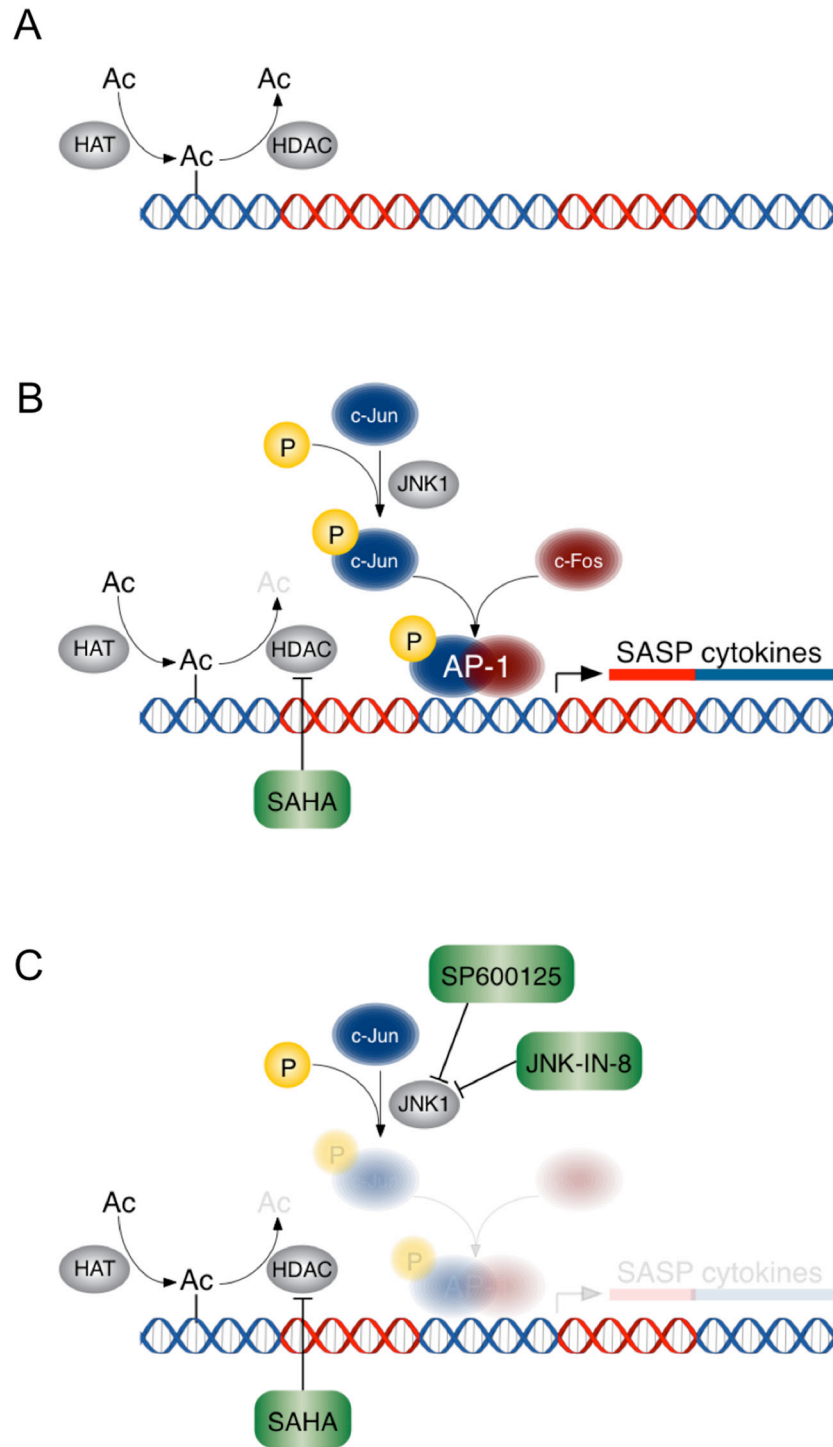 A
Ac Ac
HAT Ac HDAC
B
c-Jun
P
JNK1
P
c-Jun c-Fos
Ac Ac
P
HAT Ac HDAC AP-1 SASP cytokines
SAHA
C
SP600125
c-Jun
P JNK-IN-8
JNK1
P
c-Jun
Ac Ac
P
HAT Ac HDAC SASP cytokines
SAHA